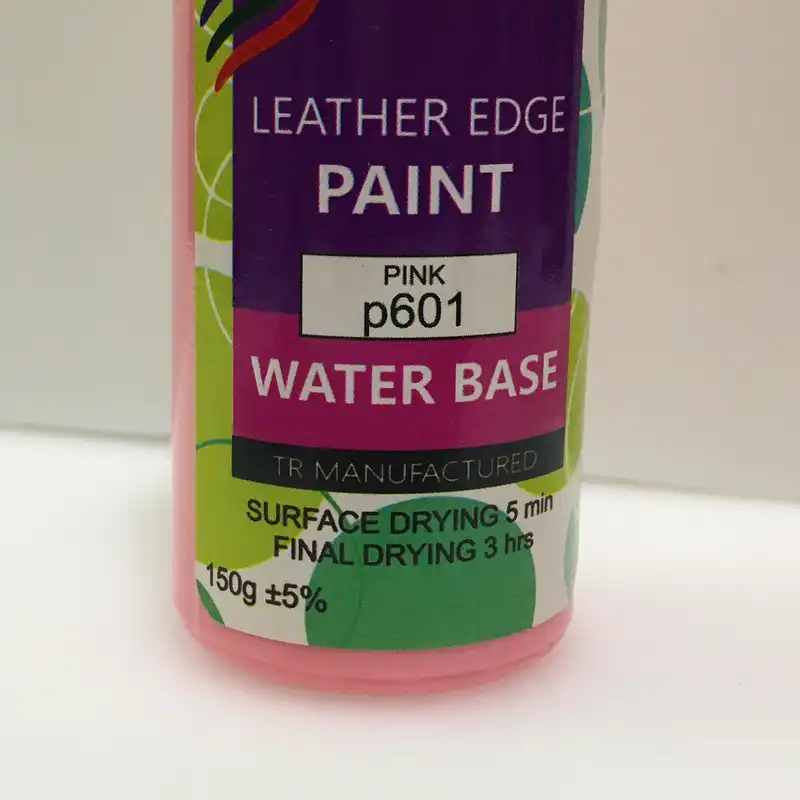 LEATHER EDGE
PAINT
PINK
p601
WATER BASE
TR MANUFACTURED
SURFACE DRYING 5 min
FINAL DRYING 3 hrs
150g ±5%